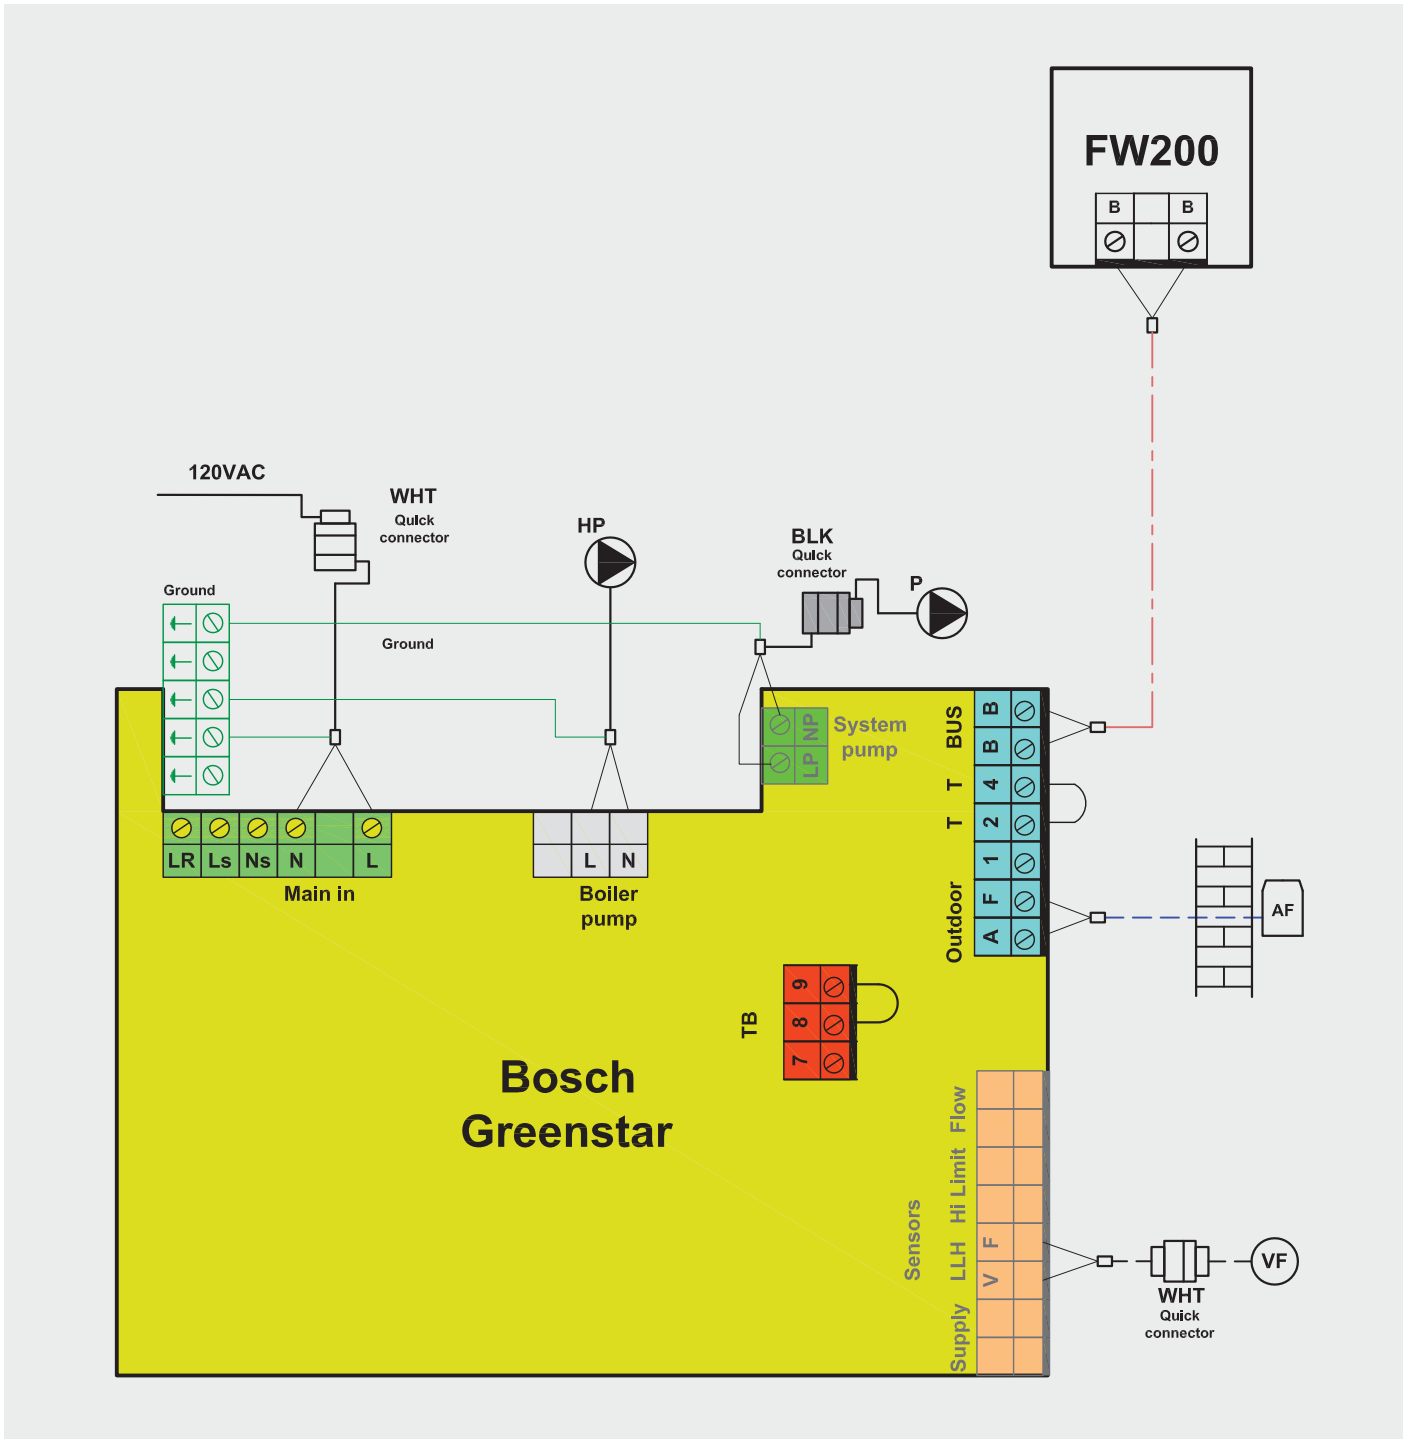 FW200
B B
120VAC
WHT
Quick
connector
HP
BLK
Quick
connector
P
Ground
Ground
NP
LP
System
pump
BUS
B
B
T
4
T
2
1
Outdoor
F
A
AF
LR Ls Ns N L
Main in
L N
Boiler
pump
TB
9
8
7
Bosch
Greenstar
Sensors
Flow
Hi Limit
LLH
F
V
Supply
VF
WHT
Quick
connector